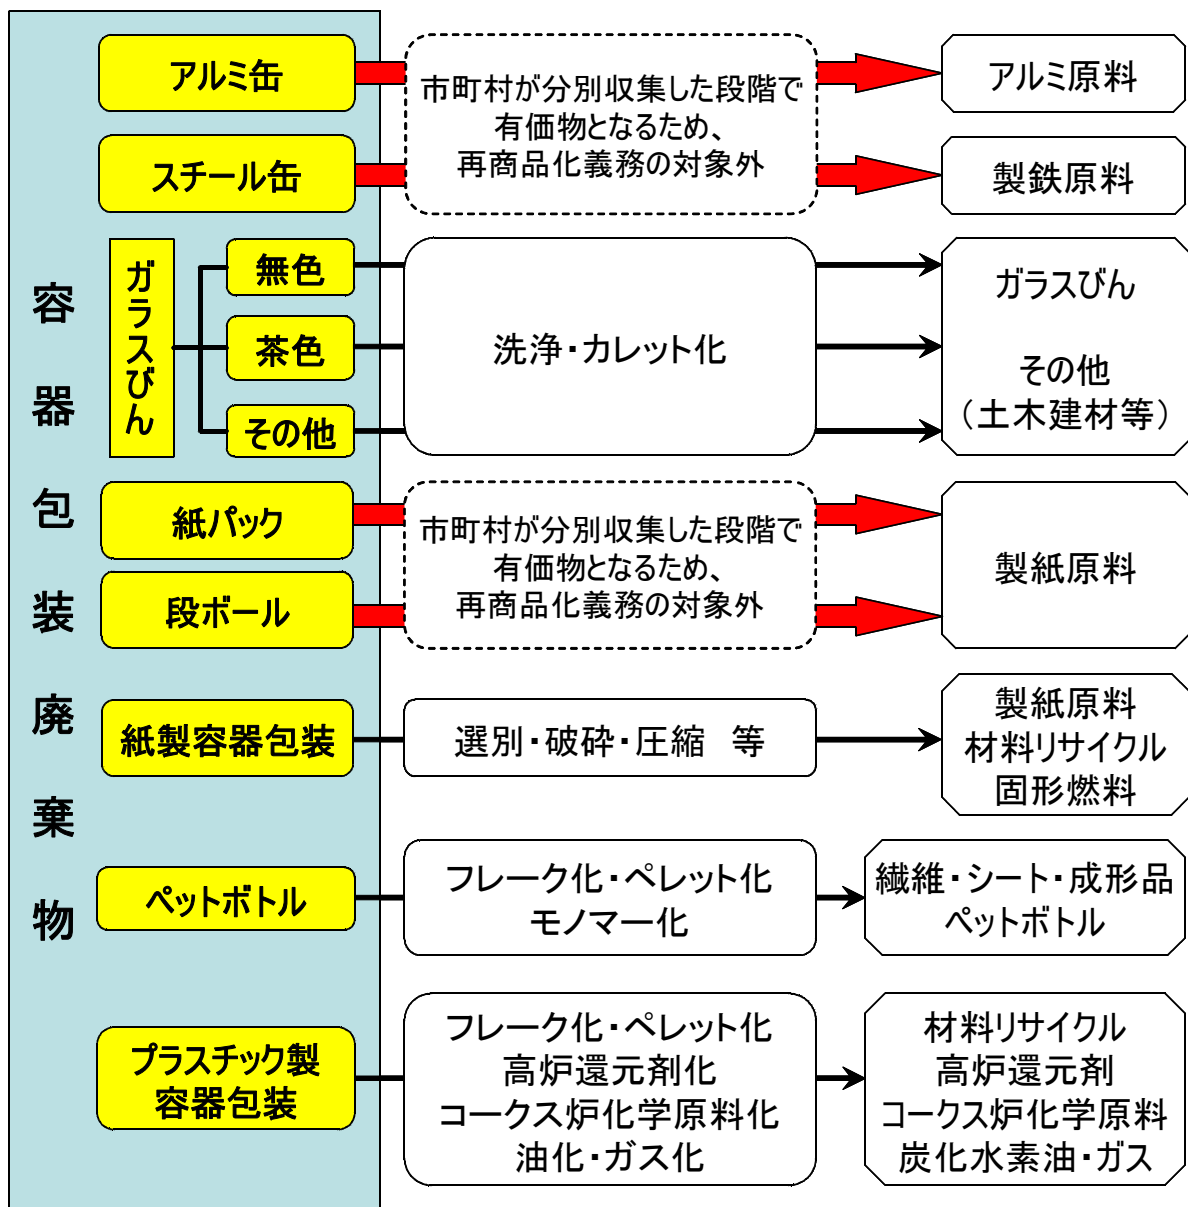 容器包装廃棄物
アルミ缶
市町村が分別収集した段階で
有価物となるため、
再商品化義務の対象外
アルミ原料
スチール缶
製鉄原料
ガラスびん
無色
茶色
その他
洗浄・カレット化
ガラスびん
その他
（土木建材等）
紙パック
段ボール
市町村が分別収集した段階で
有価物となるため、
再商品化義務の対象外
製紙原料
紙製容器包装
選別・破砕・圧縮　等
製紙原料
材料リサイクル
固形燃料
ペットボトル
フレーク化・ペレット化
モノマー化
繊維・シート・成形品
ペットボトル
プラスチック製
容器包装
フレーク化・ペレット化
高炉還元剤化
コークス炉化学原料化
油化・ガス化
材料リサイクル
高炉還元剤
コークス炉化学原料
炭化水素油・ガス